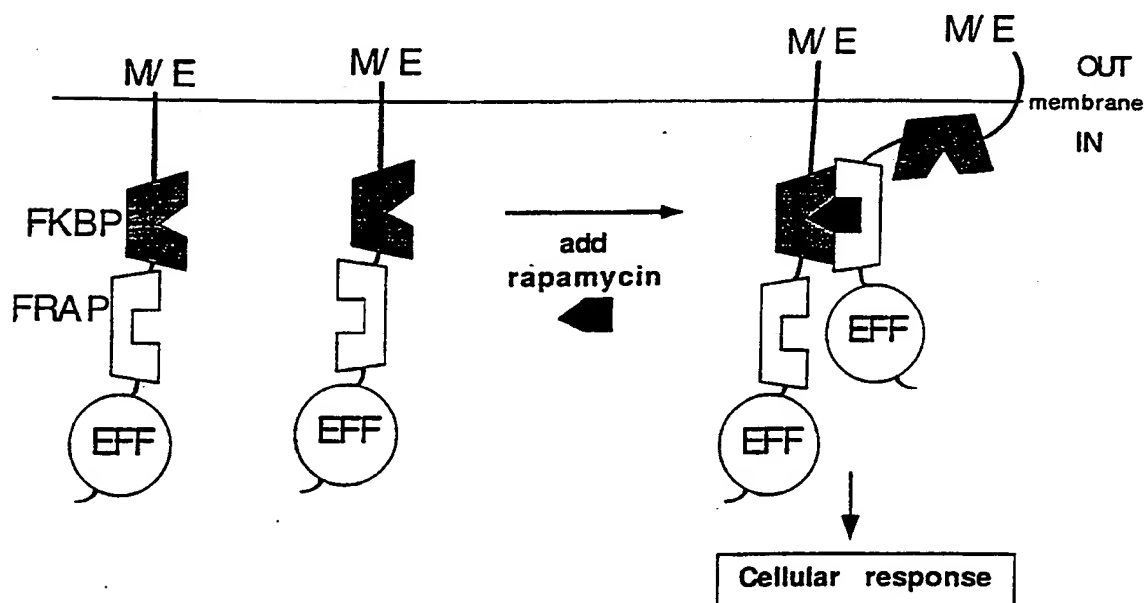 M/E
M/E
M/E
M/E
OUT
membrane
IN
FKBP
FRAP
EFF
EFF
add
rapamycin
EFF
EFF
Cellular response